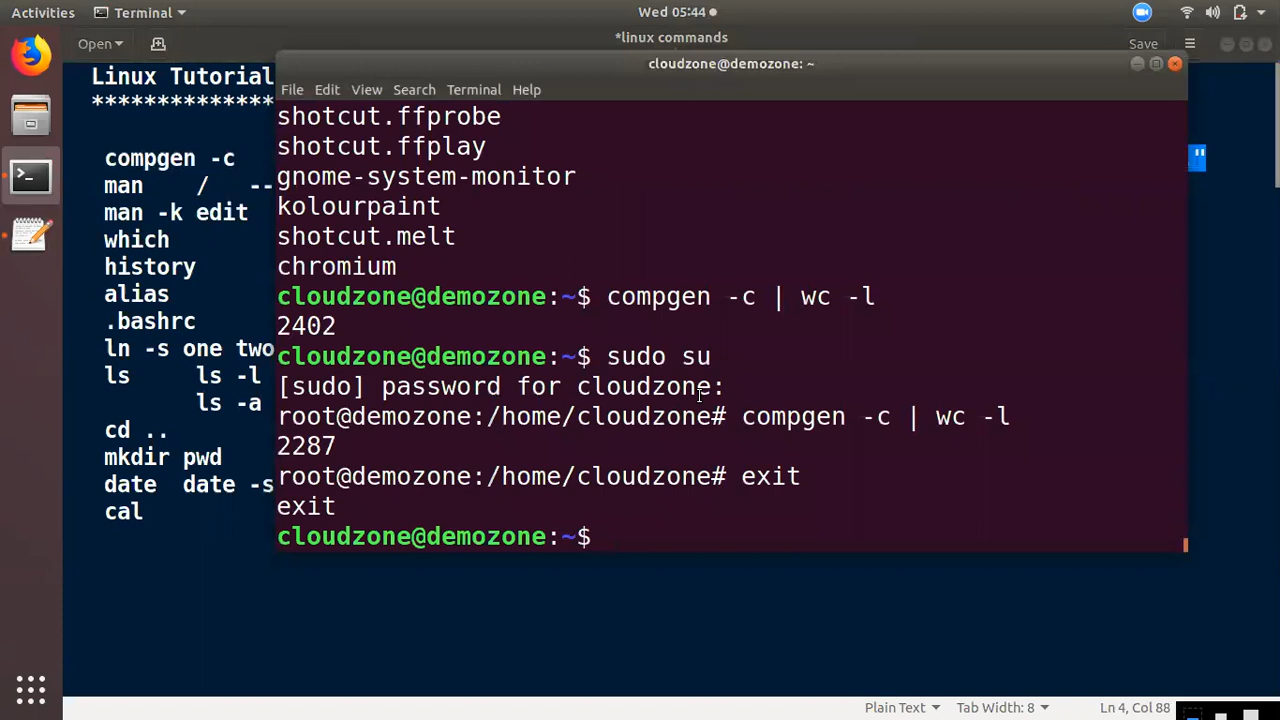 Activities Terminal Wed 05:44
Open *linux commands Save
Linux Tutorial
**************
compgen -c "
man / --
man -k edit
which
history
alias
.bashrc
ln -s one two
ls ls -l
ls -a
cd ..
mkdir pwd
date date -s
cal
cloudzone@demozone: ~
File Edit View Search Terminal Help
shotcut.ffprobe
shotcut.ffplay
gnome-system-monitor
kolourpaint
shotcut.melt
chromium
cloudzone@demozone:~$ compgen -c | wc -l
2402
cloudzone@demozone:~$ sudo su
[sudo] password for cloudzone:
root@demozone:/home/cloudzone# compgen -c | wc -l
2287
root@demozone:/home/cloudzone# exit
exit
cloudzone@demozone:~$
Plain Text Tab Width: 8 Ln 4, Col 88